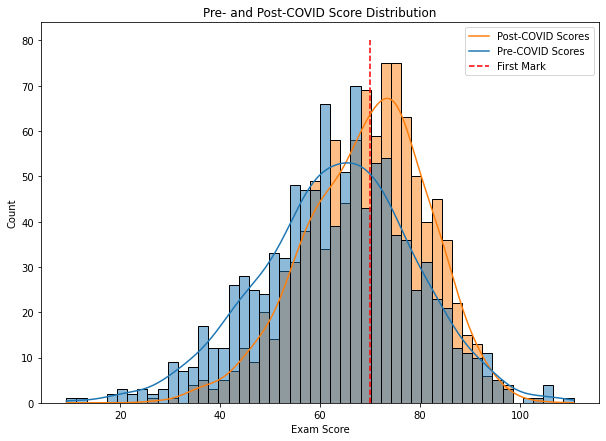 Pre- and Post-COVID Score Distribution
Post-COVID Scores
Pre-COVID Scores
First Mark
80
70
60
50
40
30
20
10
0
Count
20 40 60 80 100
Exam Score